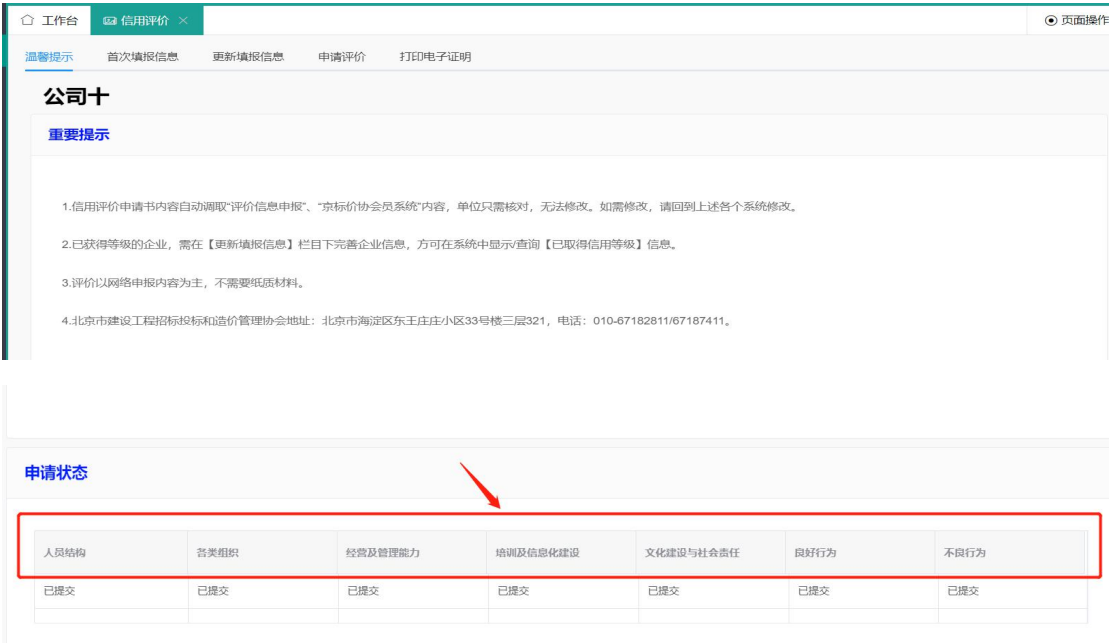 工作台 信用评价 × 页面操作
温馨提示 首次填报信息 更新填报信息 申请评价 打印电子证明
公司十
重要提示
1.信用评价申请书内容自动调取“评价信息申报”、“京标价协会员系统”内容，单位只需核对，无法修改。如需修改，请回到上述各个系统修改。
2.已获得等级的企业，需在【更新填报信息】栏目下完善企业信息，方可在系统中显示/查询【已取得信用等级】信息。
3.评价以网络申报内容为主，不需要纸质材料。
4.北京市建设工程招标投标和造价管理协会地址：北京市海淀区东王庄小区33号楼三层321，电话：010-67182811/67187411。
申请状态
人员结构 各类组织 经营及管理能力 培训及信息化建设 文化建设与社会责任 良好行为 不良行为
已提交 已提交 已提交 已提交 已提交 已提交 已提交